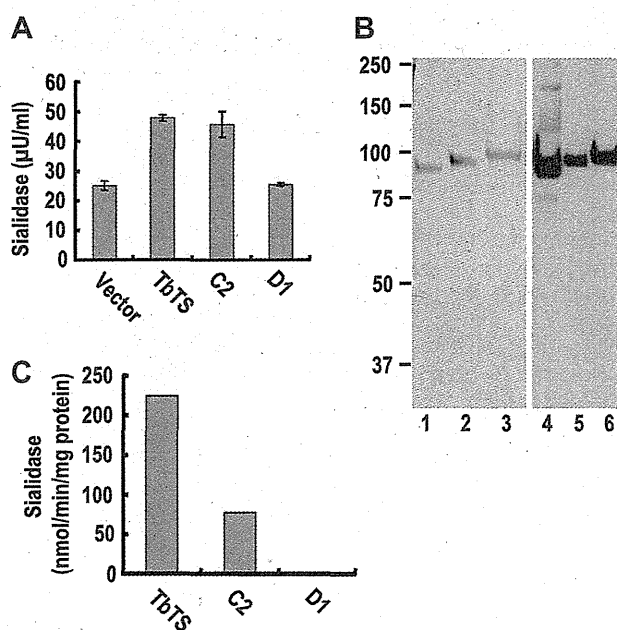 A
Sialidase (µU/ml)
60
50
40
30
20
10
0
Vector
TbTS
C2
D1
B
250
150
100
75
50
37
1 2 3 4 5 6
C
Sialidase
(nmol/min/mg protein)
250
200
150
100
50
0
TbTS
C2
D1